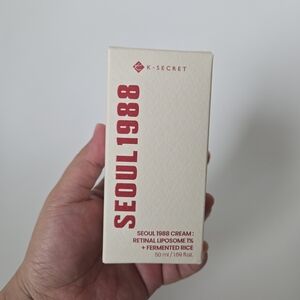 K-SECRET
SEOUL 1988
SEOUL 1988 CREAM :
RETINAL LIPOSOME 1%
+ FERMENTED RICE
50 ml / 1.69 fl.oz.